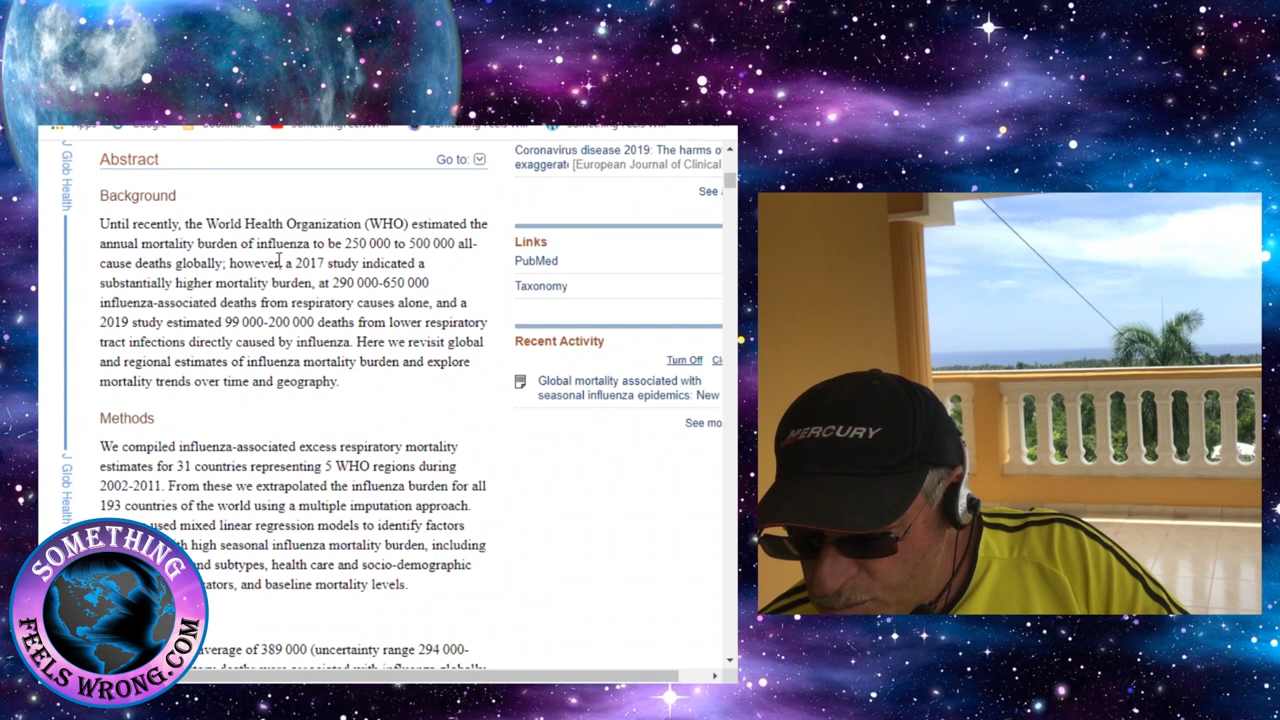 Abstract
Go to:
Background
Until recently, the World Health Organization (WHO) estimated the
annual mortality burden of influenza to be 250 000 to 500 000 all-
cause deaths globally; however, a 2017 study indicated a
substantially higher mortality burden, at 290 000-650 000
influenza-associated deaths from respiratory causes alone, and a
2019 study estimated 99 000-200 000 deaths from lower respiratory
tract infections directly caused by influenza. Here we revisit global
and regional estimates of influenza mortality burden and explore
mortality trends over time and geography.
Methods
We compiled influenza-associated excess respiratory mortality
estimates for 31 countries representing 5 WHO regions during
2002-2011. From these we extrapolated the influenza burden for all
193 countries of the world using a multiple imputation approach.
used mixed linear regression models to identify factors
high seasonal influenza mortality burden, including
and subtypes, health care and socio-demographic
and baseline mortality levels.
average of 389 000 (uncertainty range 294 000-
J Glob Health
J Glob Health
Coronavirus disease 2019: The harms
[European Journal of Clinical
See
Links
PubMed
Taxonomy
Recent Activity
Turn Off
Global mortality associated with
seasonal influenza epidemics: New
See
SOMETHING
FEELS WRONG.COM
MERCURY